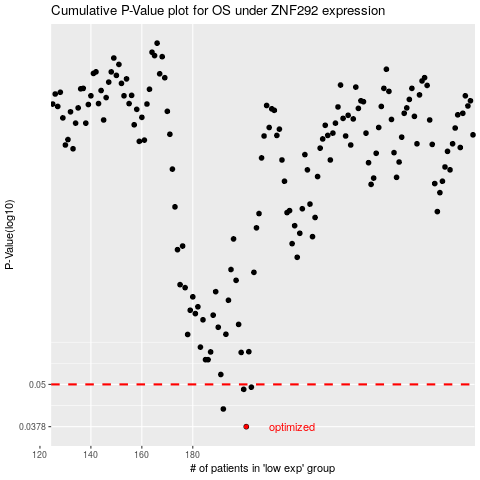 Cumulative P-Value plot for OS under ZNF292 expression
P-Value(log10)
0.05
0.0378
optimized
120 140 160 180
# of patients in 'low exp' group